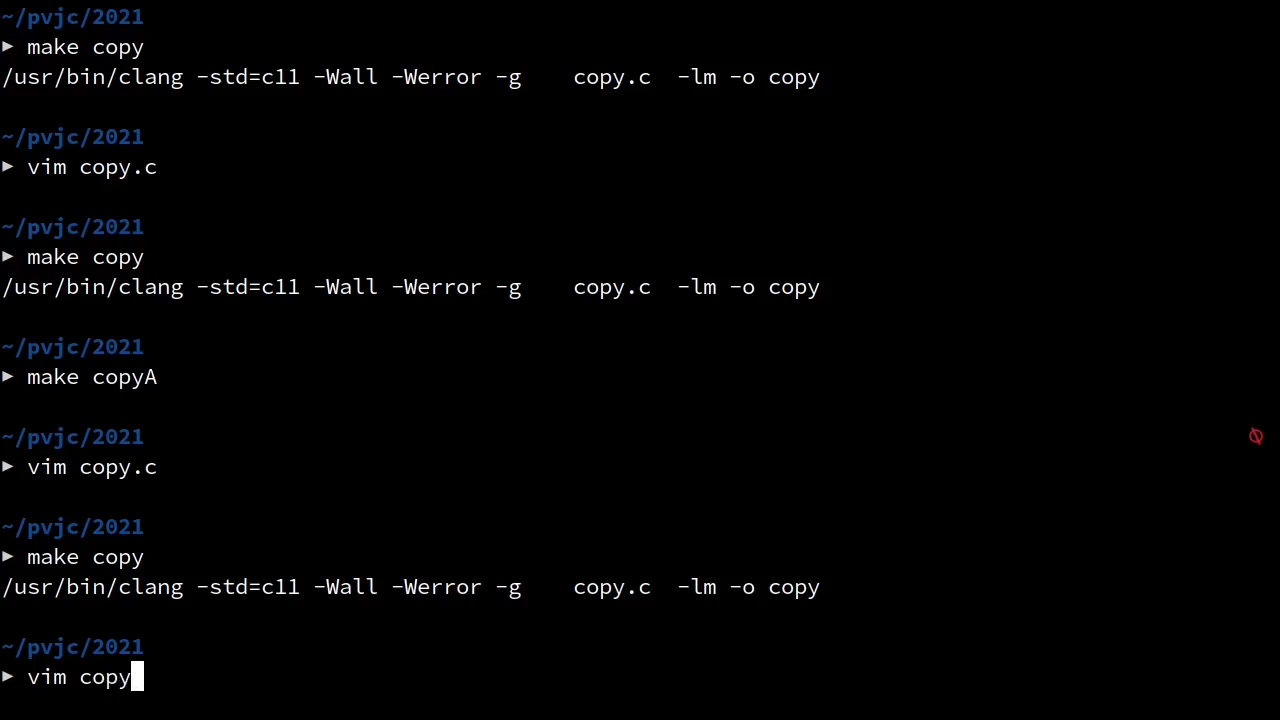 ~/pvjc/2021
▶ make copy
/usr/bin/clang -std=c11 -Wall -Werror -g    copy.c  -lm -o copy
~/pvjc/2021
▶ vim copy.c
~/pvjc/2021
▶ make copy
/usr/bin/clang -std=c11 -Wall -Werror -g    copy.c  -lm -o copy
~/pvjc/2021
▶ make copyA
~/pvjc/2021
▶ vim copy.c
~/pvjc/2021
▶ make copy
/usr/bin/clang -std=c11 -Wall -Werror -g    copy.c  -lm -o copy
~/pvjc/2021
▶ vim copy